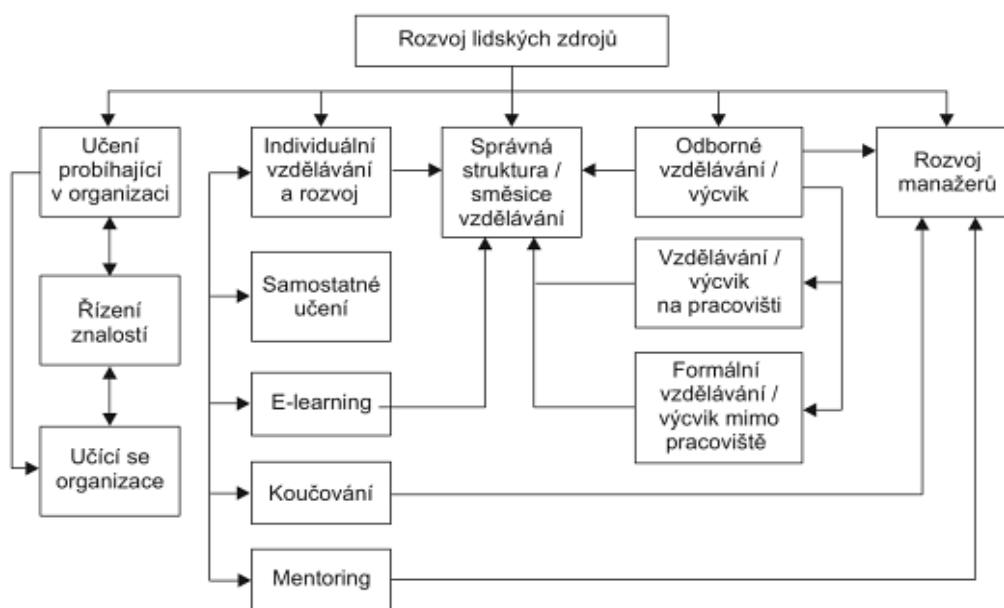 Rozvoj lidských zdrojů
Učení
probíhající
v organizaci
Individuální
vzdělávání
a rozvoj
Správná
struktura /
směsice
vzdělávání
Odborné
vzdělávání /
výcvik
Rozvoj
manažerů
Řízení
znalostí
Samostatné
učení
Vzdělávání /
výcvik
na pracovišti
Učící se
organizace
E-learning
Formální
vzdělávání /
výcvik mimo
pracoviště
Koučování
Mentoring